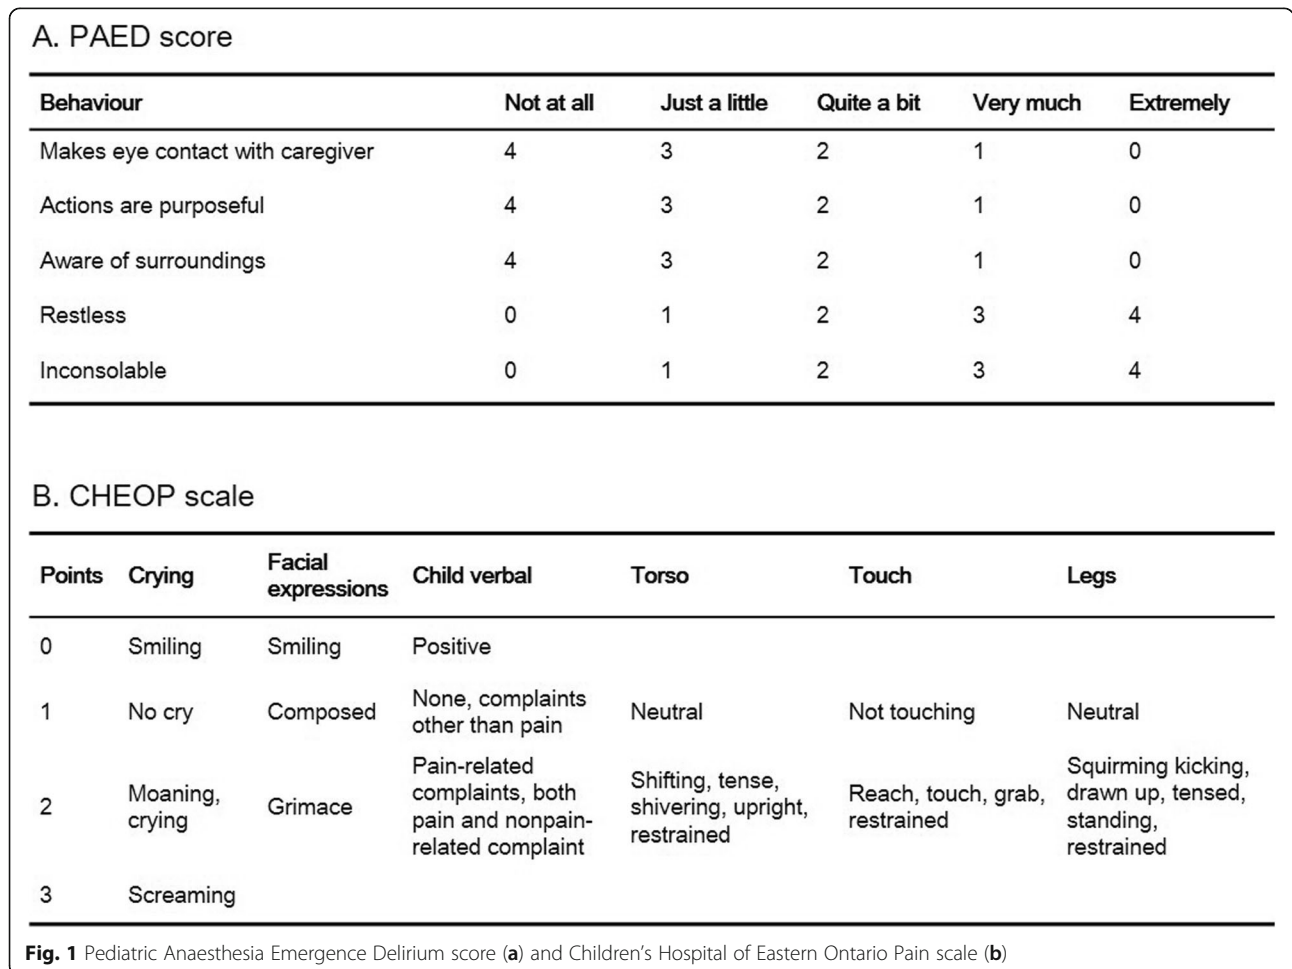 A. PAED score
Behaviour Not at all Just a little Quite a bit Very much Extremely
Makes eye contact with caregiver 4 3 2 1 0
Actions are purposeful 4 3 2 1 0
Aware of surroundings 4 3 2 1 0
Restless 0 1 2 3 4
Inconsolable 0 1 2 3 4
B. CHEOP scale
Points Crying Facial expressions Child verbal Torso Touch Legs
0 Smiling Smiling Positive
1 No cry Composed None, complaints other than pain Neutral Not touching Neutral
2 Moaning, crying Grimace Pain-related complaints, both pain and nonpain-related complaint Shifting, tense, shivering, upright, restrained Reach, touch, grab, restrained Squirming kicking, drawn up, tensed, standing, restrained
3 Screaming
Fig. 1 Pediatric Anaesthesia Emergence Delirium score (a) and Children's Hospital of Eastern Ontario Pain scale (b)